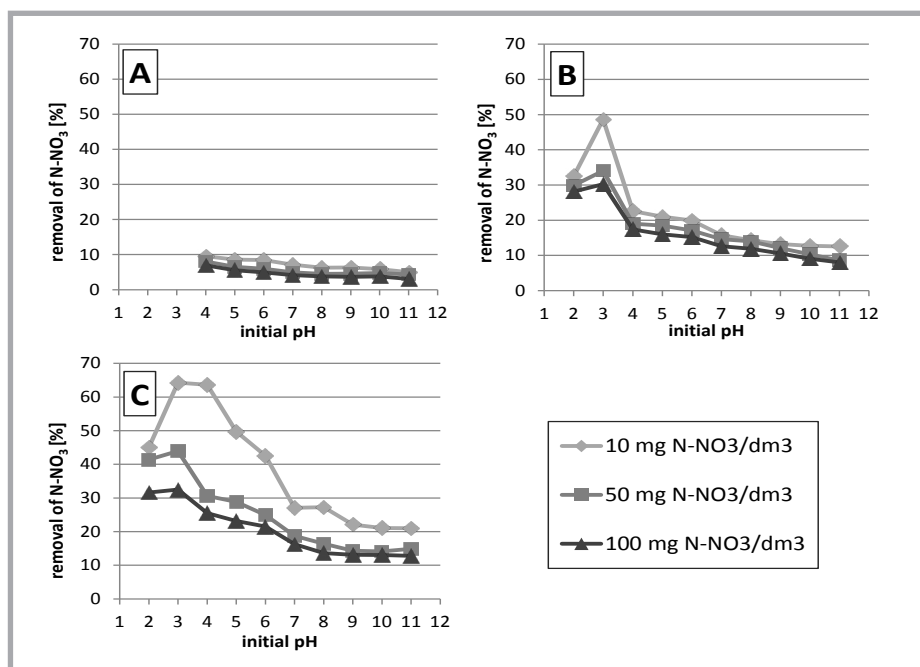 A
removal of N-NO₃ [%]
70
60
50
40
30
20
10
0
1 2 3 4 5 6 7 8 9 10 11 12
initial pH
B
removal of N-NO₃ [%]
70
60
50
40
30
20
10
0
1 2 3 4 5 6 7 8 9 10 11 12
initial pH
C
removal of N-NO₃ [%]
70
60
50
40
30
20
10
0
1 2 3 4 5 6 7 8 9 10 11 12
initial pH
10 mg N-NO3/dm3
50 mg N-NO3/dm3
100 mg N-NO3/dm3